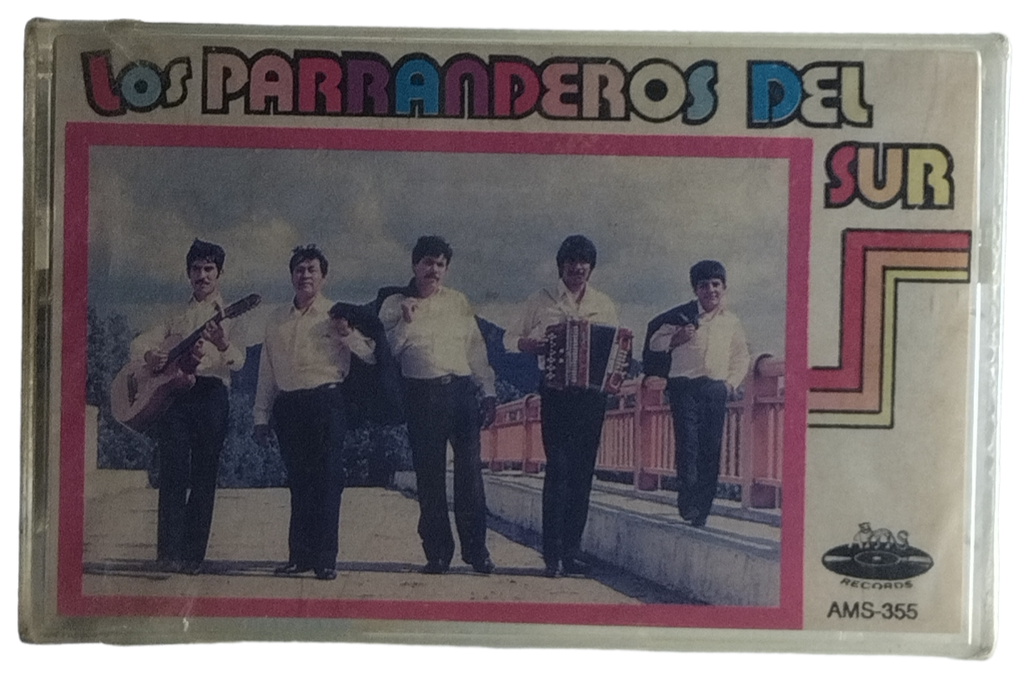 LOS PARRANDEROS DEL
SUR
RECORDS
AMS-355